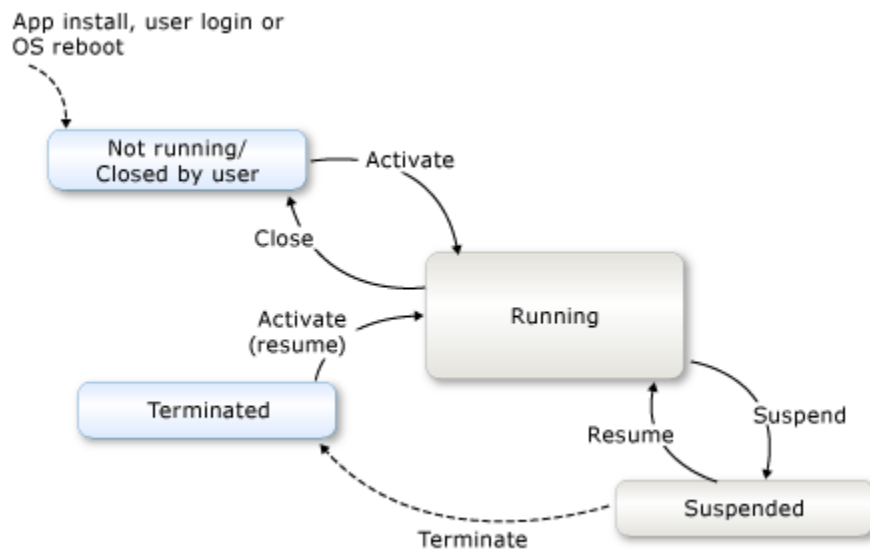 App install, user login or
OS reboot
Not running/
Closed by user
Activate
Close
Activate
(resume)
Running
Terminated
Resume
Suspend
Suspended
Terminate